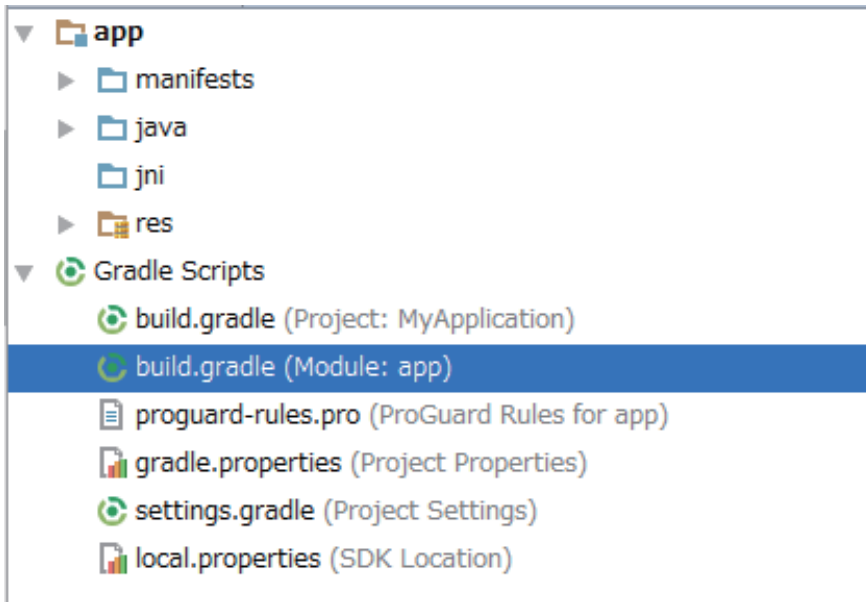 app
manifests
java
jni
res
Gradle Scripts
build.gradle (Project: MyApplication)
build.gradle (Module: app)
proguard-rules.pro (ProGuard Rules for app)
gradle.properties (Project Properties)
settings.gradle (Project Settings)
local.properties (SDK Location)